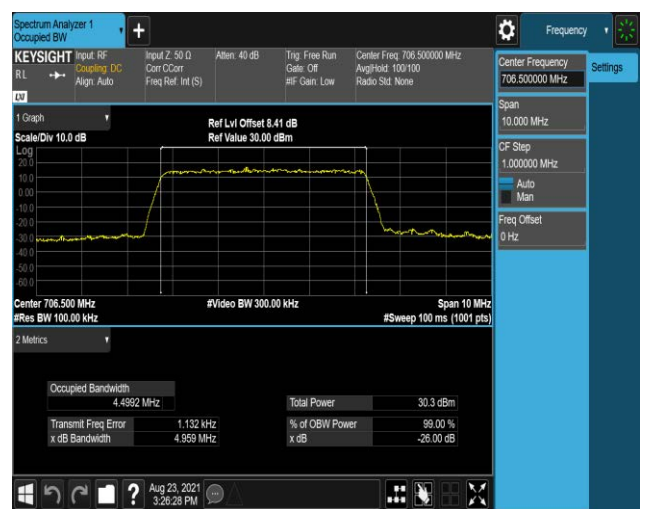 Spectrum Analyzer 1
Occupied BW
+
Frequency
KEYSIGHT
RL
LXI
Input: RF
Coupling: DC
Align: Auto
Input Z: 50 Ω
Corr CCorr
Freq Ref: Int (S)
Atten: 40 dB
Trig: Free Run
Gate: Off
#IF Gain: Low
Center Freq: 706.500000 MHz
Avg|Hold: 100/100
Radio Std: None
Center Frequency
706.500000 MHz
Settings
Span
10.000 MHz
CF Step
1.000000 MHz
Auto
Man
Freq Offset
0 Hz
1 Graph
Scale/Div 10.0 dB
Ref Lvl Offset 8.41 dB
Ref Value 30.00 dBm
Log
20.0
10.0
0.00
-10.0
-20.0
-30.0
-40.0
-50.0
-60.0
Center 706.500 MHz
#Res BW 100.00 kHz
#Video BW 300.00 kHz
Span 10 MHz
#Sweep 100 ms (1001 pts)
2 Metrics
Occupied Bandwidth
4.4992 MHz
Total Power 30.3 dBm
Transmit Freq Error 1.132 kHz
% of OBW Power 99.00 %
x dB Bandwidth 4.959 MHz
x dB -26.00 dB
?
Aug 23, 2021
3:26:28 PM